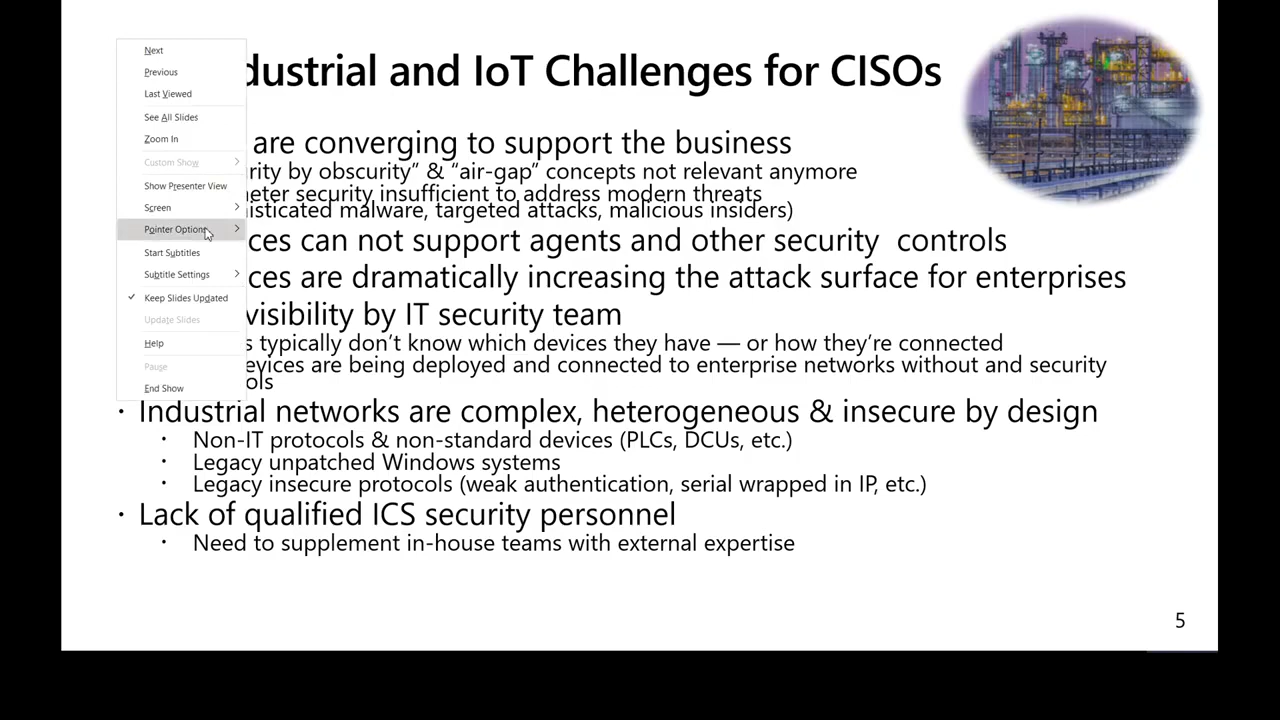 Next
Previous
Last Viewed
See All Slides
Zoom In
Custom Show
Show Presenter View
Screen
Pointer Options
Start Subtitles
Subtitle Settings
Keep Slides Updated
Update Slides
Help
Pause
End Show
dustrial and IoT Challenges for CISOs
are converging to support the business
rity by obscurity” & “air-gap” concepts not relevant anymore
eter security insufficient to address modern threats
isticated malware, targeted attacks, malicious insiders)
ces can not support agents and other security controls
ces are dramatically increasing the attack surface for enterprises
visibility by IT security team
s typically don’t know which devices they have — or how they’re connected
evices are being deployed and connected to enterprise networks without and security
ols
· Industrial networks are complex, heterogeneous & insecure by design
· Non-IT protocols & non-standard devices (PLCs, DCUs, etc.)
· Legacy unpatched Windows systems
· Legacy insecure protocols (weak authentication, serial wrapped in IP, etc.)
· Lack of qualified ICS security personnel
· Need to supplement in-house teams with external expertise
5